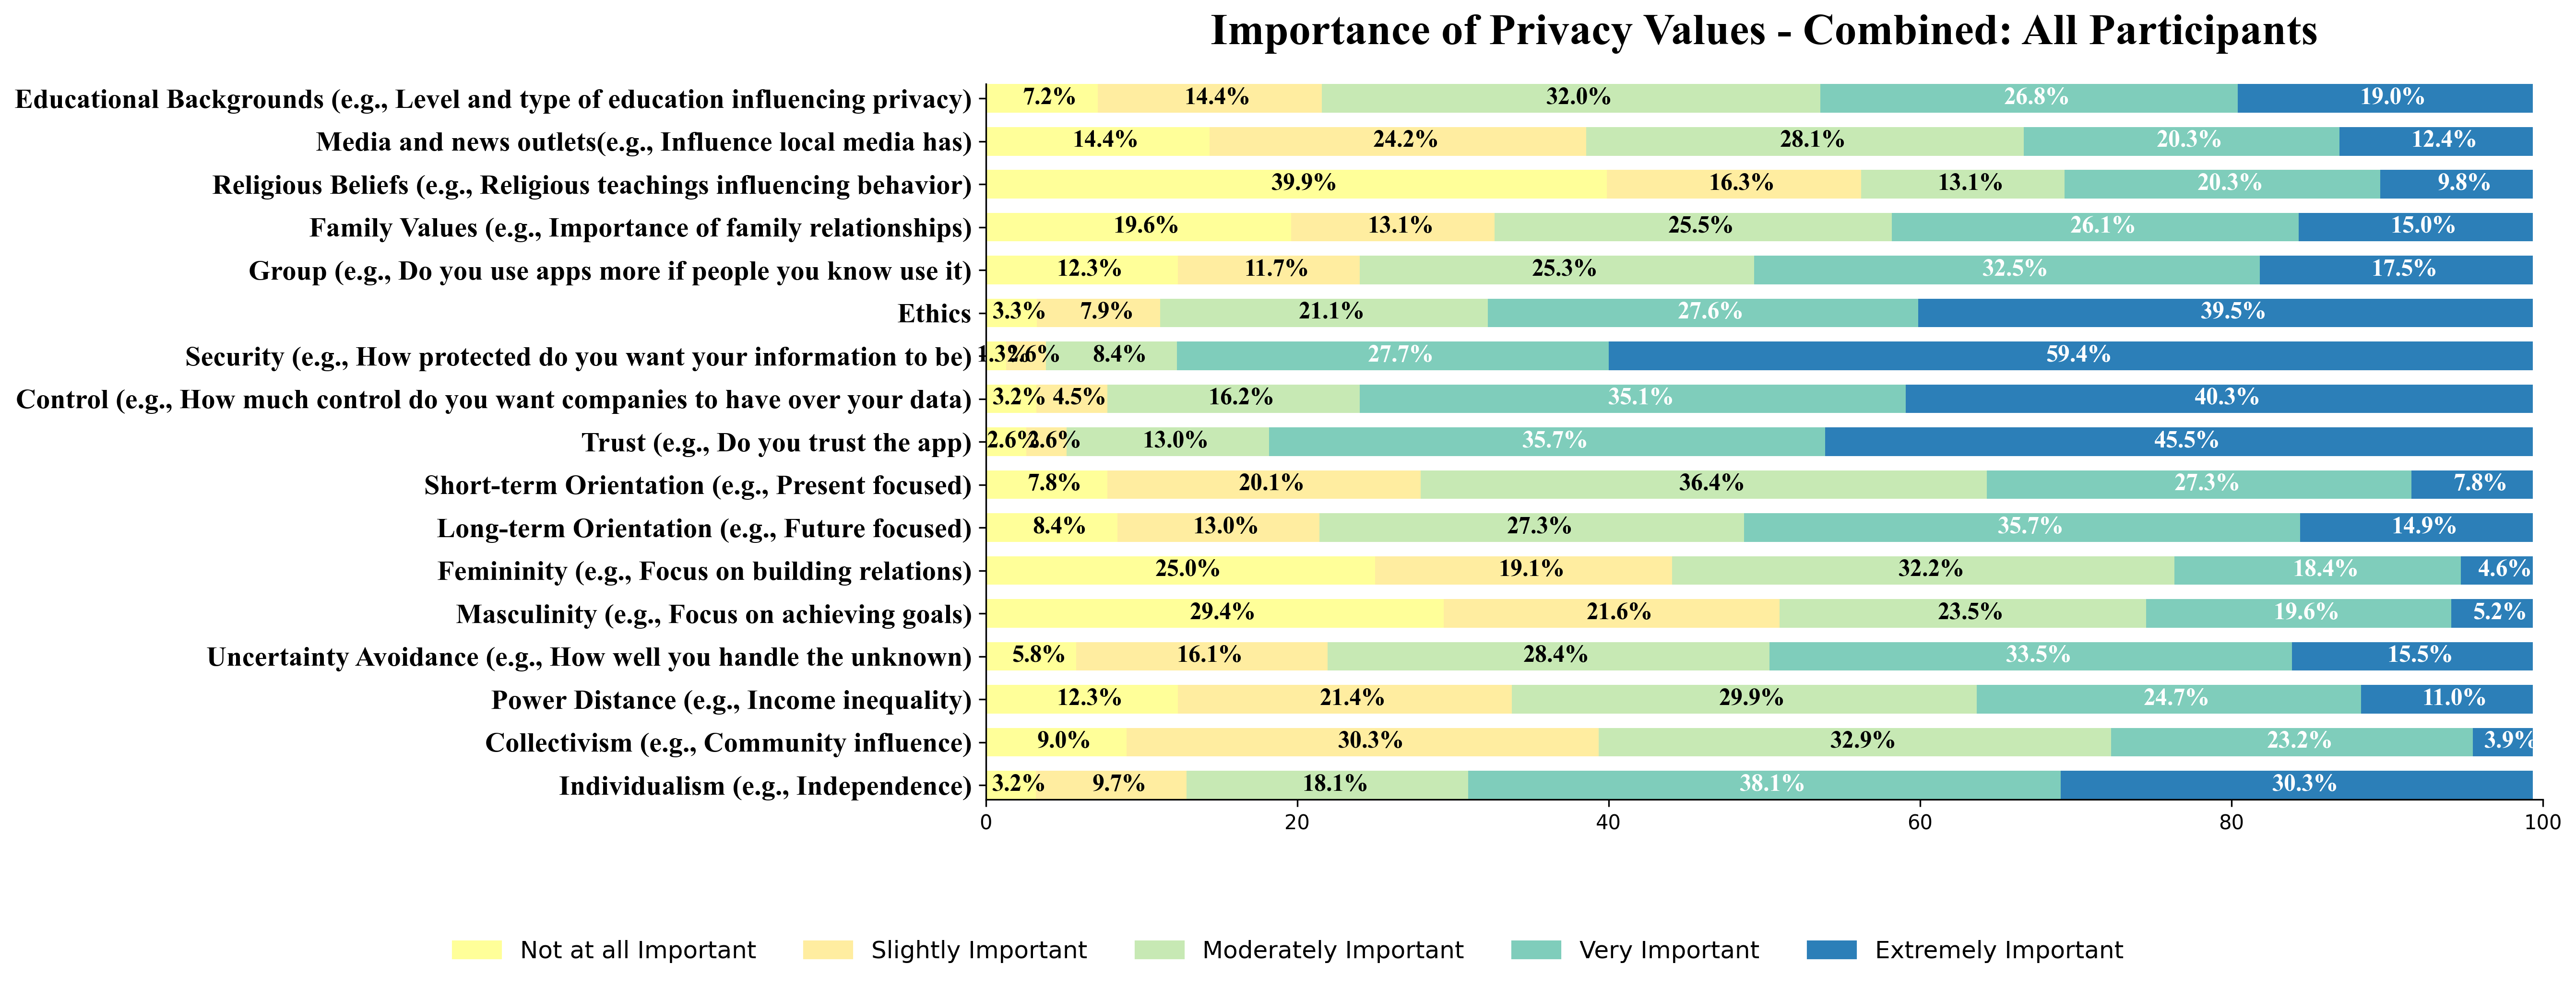 Importance of Privacy Values - Combined: All Participants
Educational Backgrounds (e.g., Level and type of education influencing privacy) 7.2% 14.4% 32.0% 26.8% 19.0%
Media and news outlets(e.g., Influence local media has) 14.4% 24.2% 28.1% 20.3% 12.4%
Religious Beliefs (e.g., Religious teachings influencing behavior) 39.9% 16.3% 13.1% 20.3% 9.8%
Family Values (e.g., Importance of family relationships) 19.6% 13.1% 25.5% 26.1% 15.0%
Group (e.g., Do you use apps more if people you know use it) 12.3% 11.7% 25.3% 32.5% 17.5%
Ethics 3.3% 7.9% 21.1% 27.6% 39.5%
Security (e.g., How protected do you want your information to be) 1.3% 2.6% 8.4% 27.7% 59.4%
Control (e.g., How much control do you want companies to have over your data) 3.2% 4.5% 16.2% 35.1% 40.3%
Trust (e.g., Do you trust the app) 2.6% 2.6% 13.0% 35.7% 45.5%
Short-term Orientation (e.g., Present focused) 7.8% 20.1% 36.4% 27.3% 7.8%
Long-term Orientation (e.g., Future focused) 8.4% 13.0% 27.3% 35.7% 14.9%
Femininity (e.g., Focus on building relations) 25.0% 19.1% 32.2% 18.4% 4.6%
Masculinity (e.g., Focus on achieving goals) 29.4% 21.6% 23.5% 19.6% 5.2%
Uncertainty Avoidance (e.g., How well you handle the unknown) 5.8% 16.1% 28.4% 33.5% 15.5%
Power Distance (e.g., Income inequality) 12.3% 21.4% 29.9% 24.7% 11.0%
Collectivism (e.g., Community influence) 9.0% 30.3% 32.9% 23.2% 3.9%
Individualism (e.g., Independence) 3.2% 9.7% 18.1% 38.1% 30.3%
0 20 40 60 80 100
Not at all Important Slightly Important Moderately Important Very Important Extremely Important